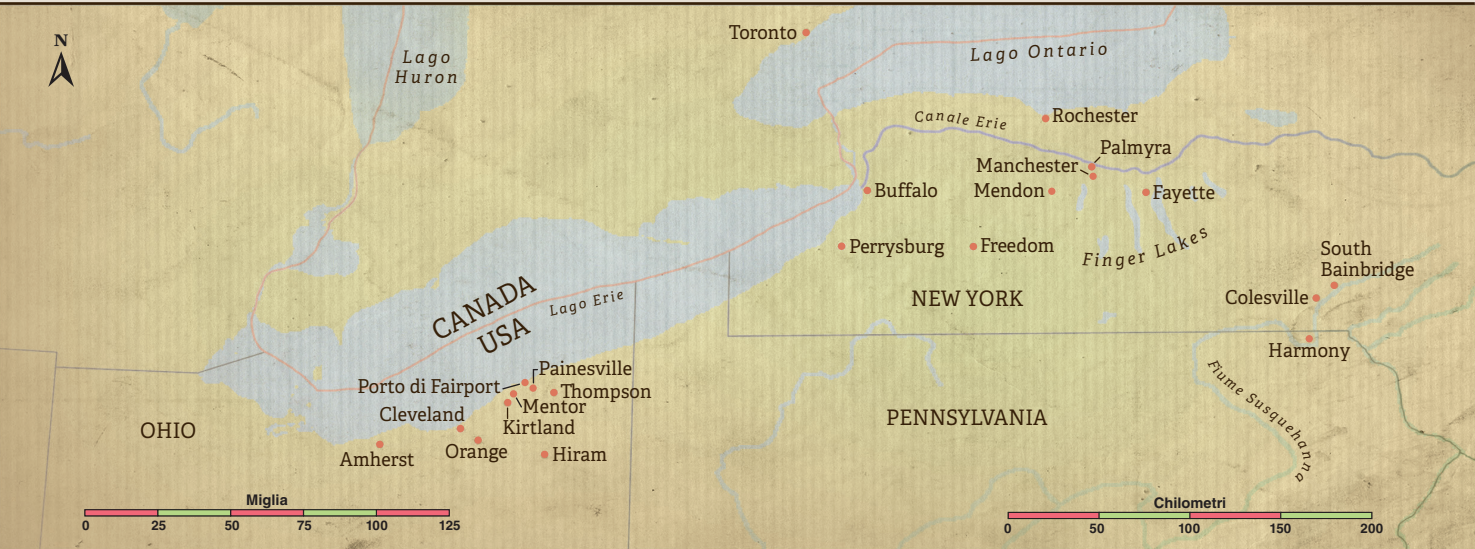 N
Lago
Huron
Toronto
Lago Ontario
Canale Erie
Rochester
Palmyra
Manchester
Buffalo
Mendon
Fayette
Perrysburg
Freedom
Finger Lakes
South
Bainbridge
Colesville
NEW YORK
CANADA
USA
Lago Erie
Harmony
Painesville
Porto di Fairport
Thompson
Mentor
Cleveland
Kirtland
OHIO
Orange
Amherst
Hiram
PENNSYLVANIA
Fiume Susquehanna
Miglia
0 25 50 75 100 125
Chilometri
0 50 100 150 200